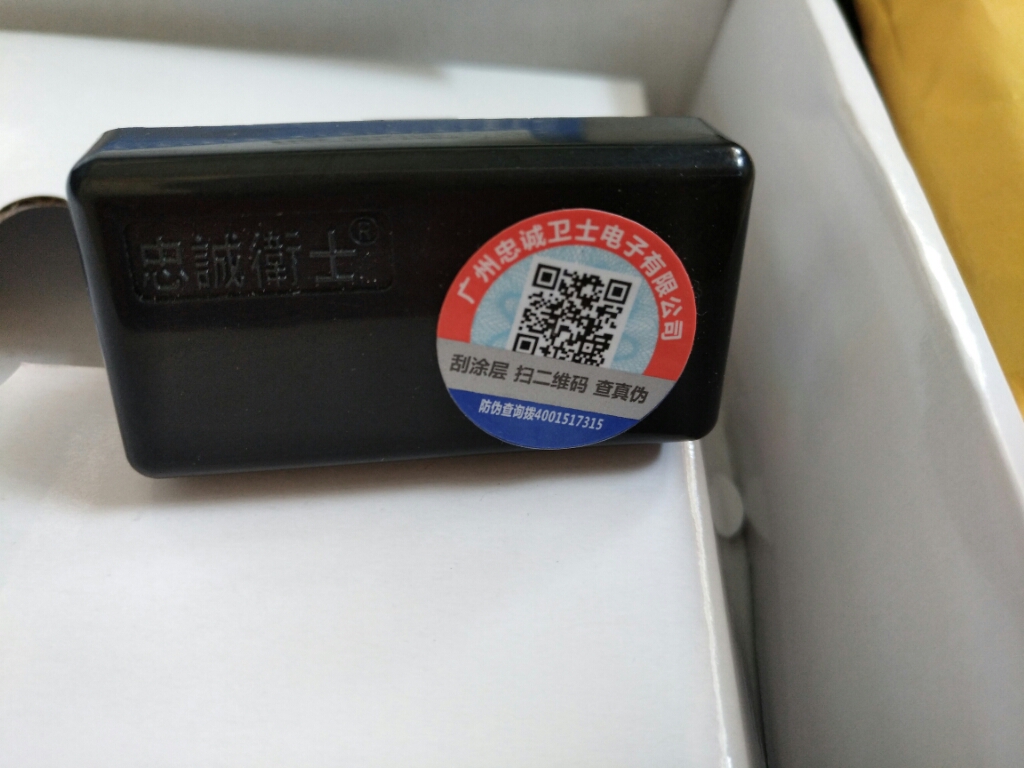 忠誠衛士®
广州忠诚卫士电子有限公司
刮涂层 扫二维码 查真伪
防伪查询拨4001517315